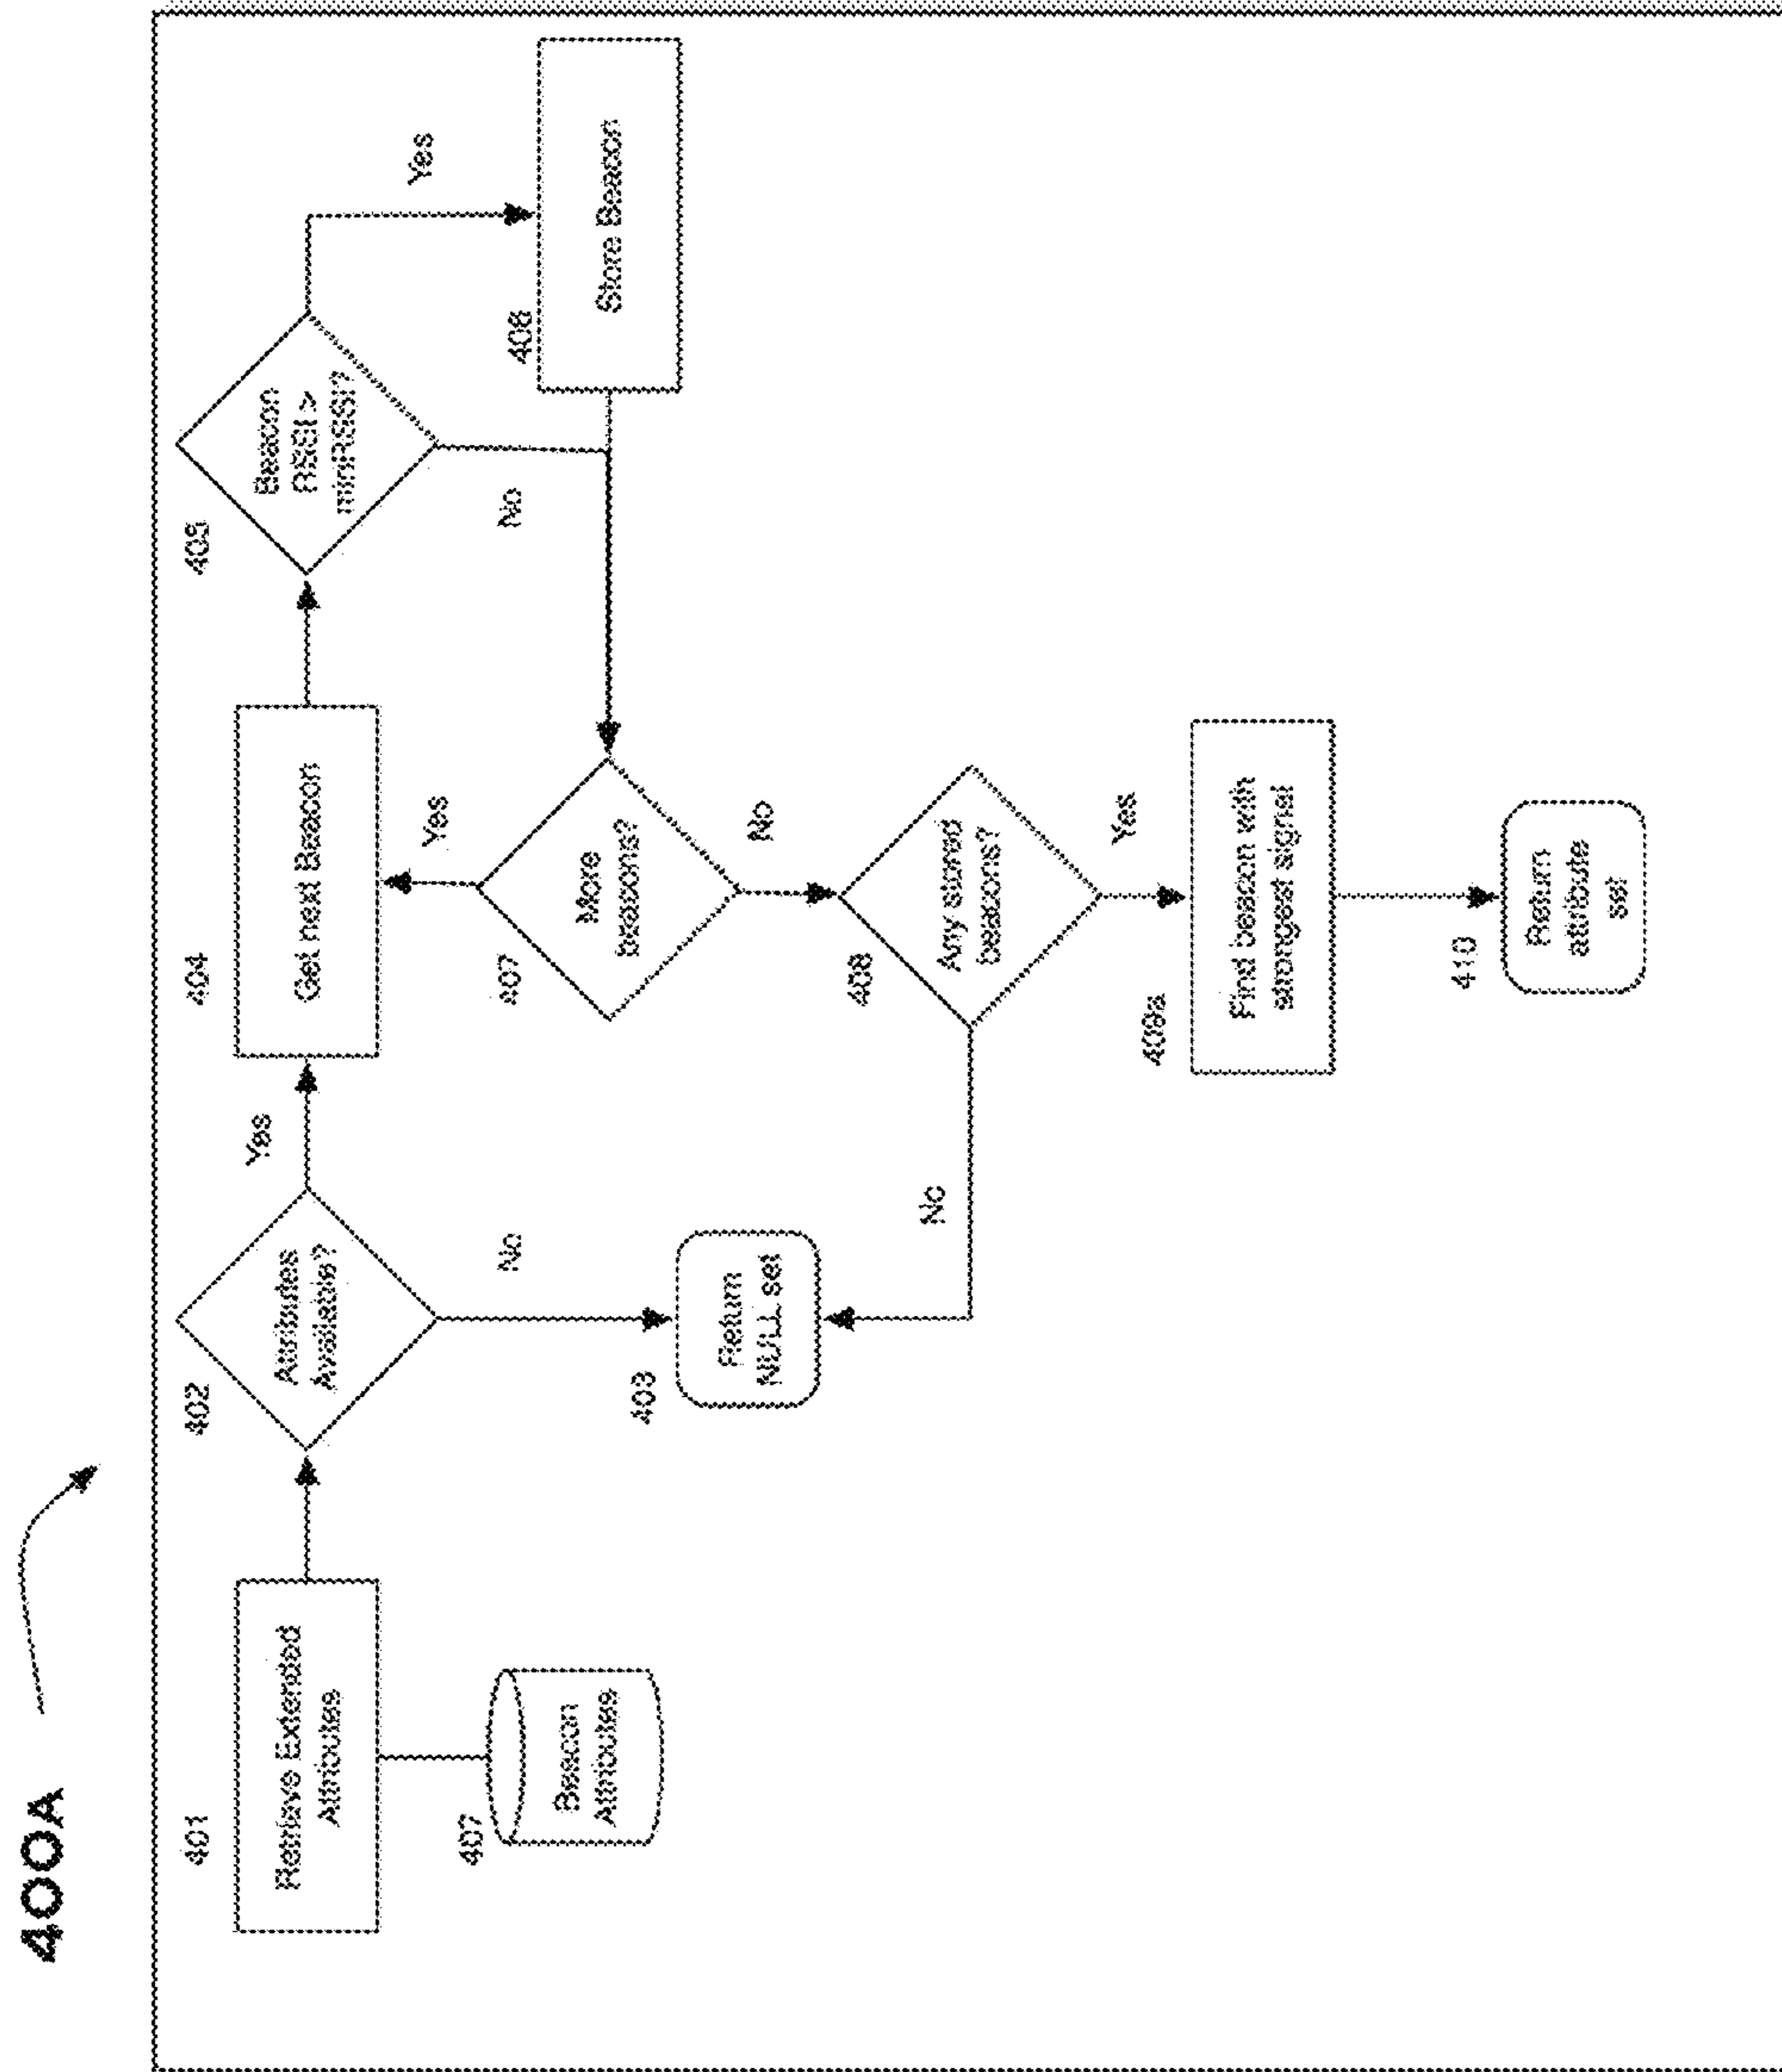 400A
401
Retrieve Extended
Attributes
407
Beacon
Attributes
402
Attributes
Available?
Yes
No
403
Return
NULL set
404
Get next Beacon
405
Beacon
RSSI >
minRSSI?
Yes
No
406
Store Beacon
407
More
beacons?
Yes
No
408
Any stored
beacons?
No
Yes
409a
Find beacon with
strongest signal
410
Return
attribute
set